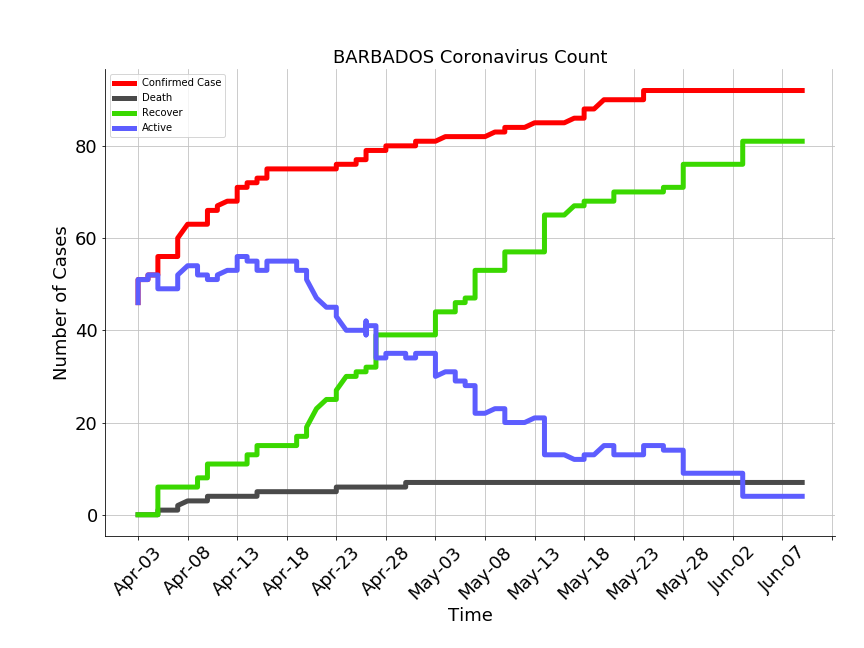 BARBADOS Coronavirus Count
Confirmed Case
Death
Recover
Active
Number of Cases
80
60
40
20
0
Apr-03
Apr-08
Apr-13
Apr-18
Apr-23
Apr-28
May-03
May-08
May-13
May-18
May-23
May-28
Jun-02
Jun-07
Time